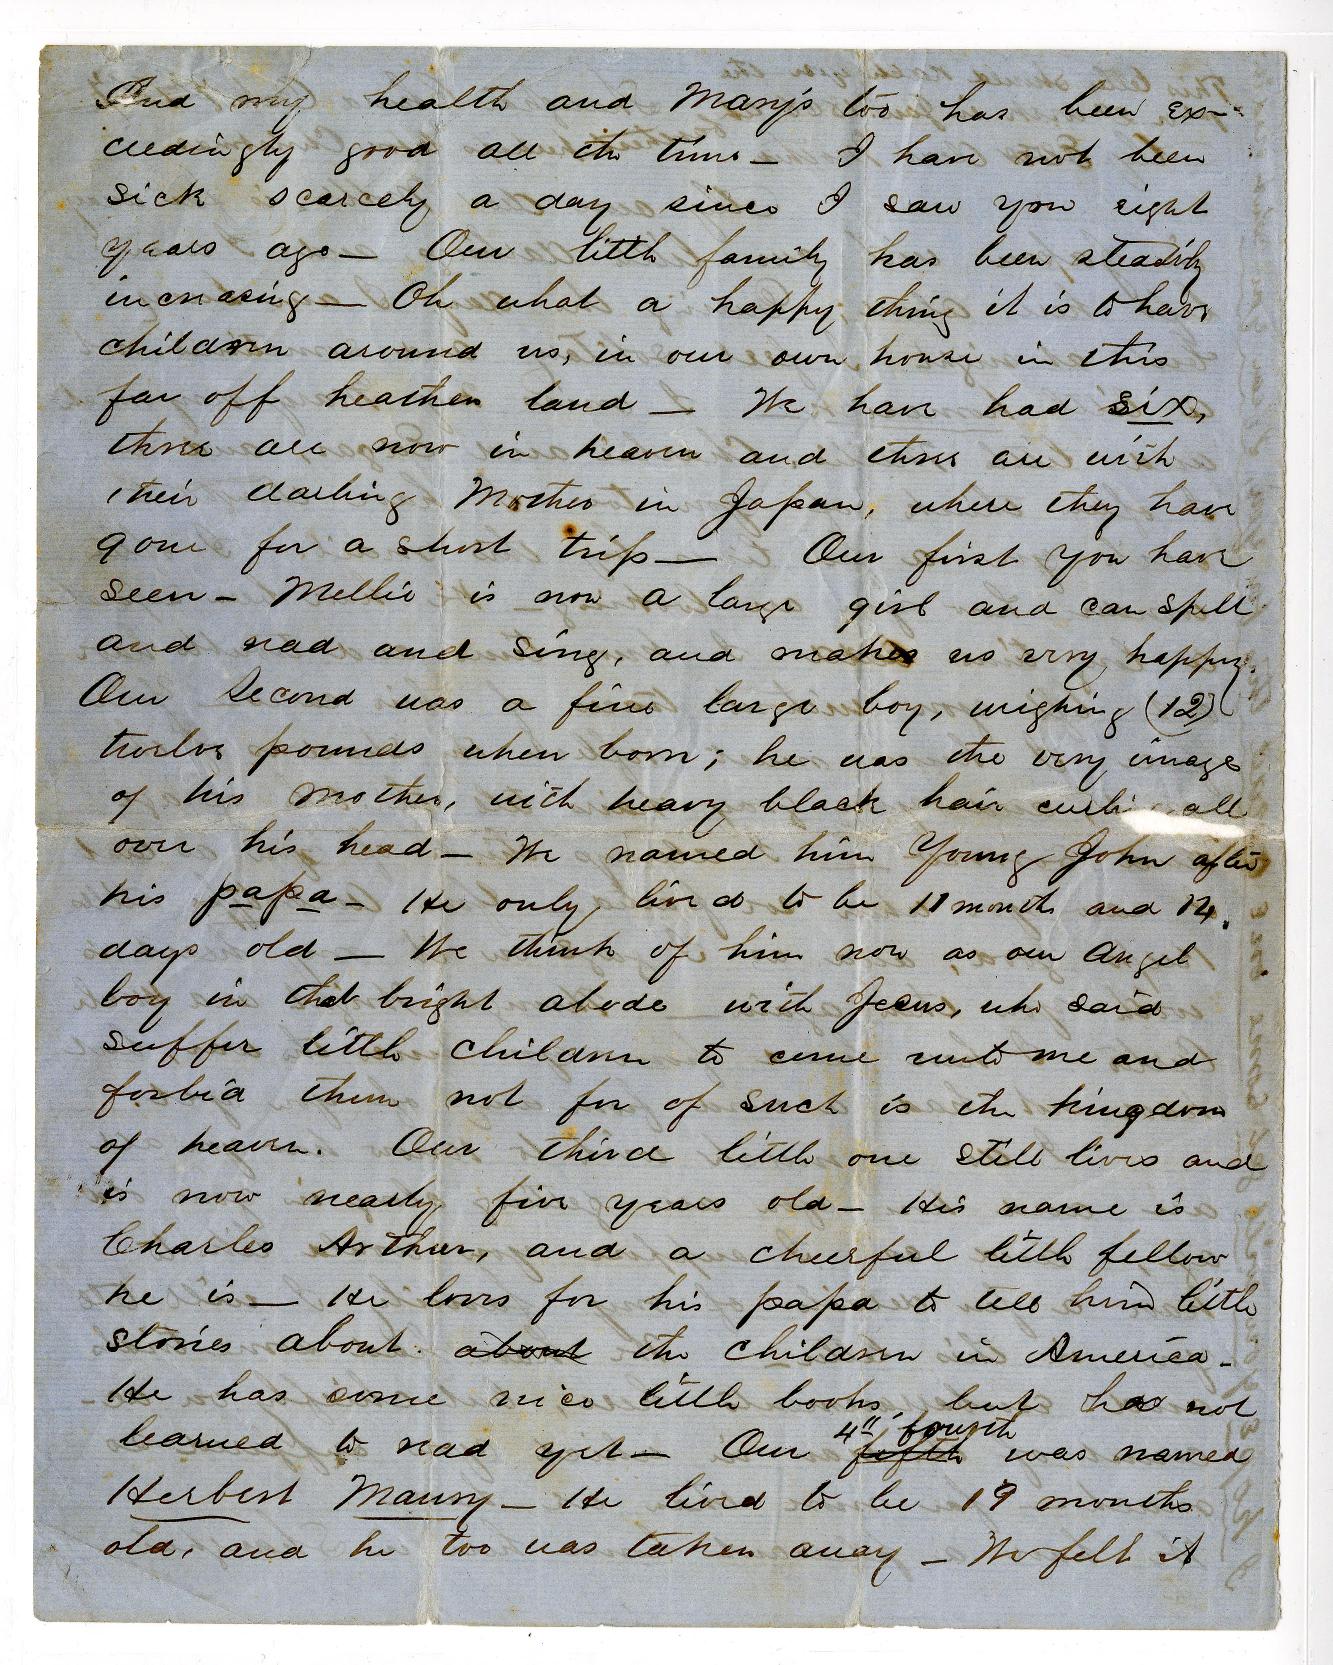 And my health and Mary's too has been ex-
ceedingly good all the time — I have not been
sick scarcely a day since I saw you eight
years ago — Our little family has been steadily
increasing — Oh what a happy thing it is to have
children around us, in our own house in this
far off heathen land — We have had six,
three are now in heaven and three are with
their darling Mother in Japan, where they have
gone for a short trip — Our first you have
seen — Mellie is now a large girl and can spell
and read and sing, and makes us very happy.
Our Second was a fine large boy, weighing (12)
twelve pounds when born; he was the very image
of his mother, with heavy black hair all
over his head — We named him Young John after
his papa — He only lived to be 11 month and 14
days old — We think of him now as our angel
boy in that bright abode with Jesus, who said
suffer little children to come unto me and
forbid them not for of such is the kingdom
of heaven. Our third little one still lives and
is now nearly five years old — His name is
Charles Arthur, and a cheerful little fellow
he is — He loves for his papa to tell him little
stories about about the children in America —
He has some nice little books, but has not
learned to read yet — Our fifth 4th fourth was named
Herbert Maury — He lived to be 19 months
old, and he too was taken away — We felt it